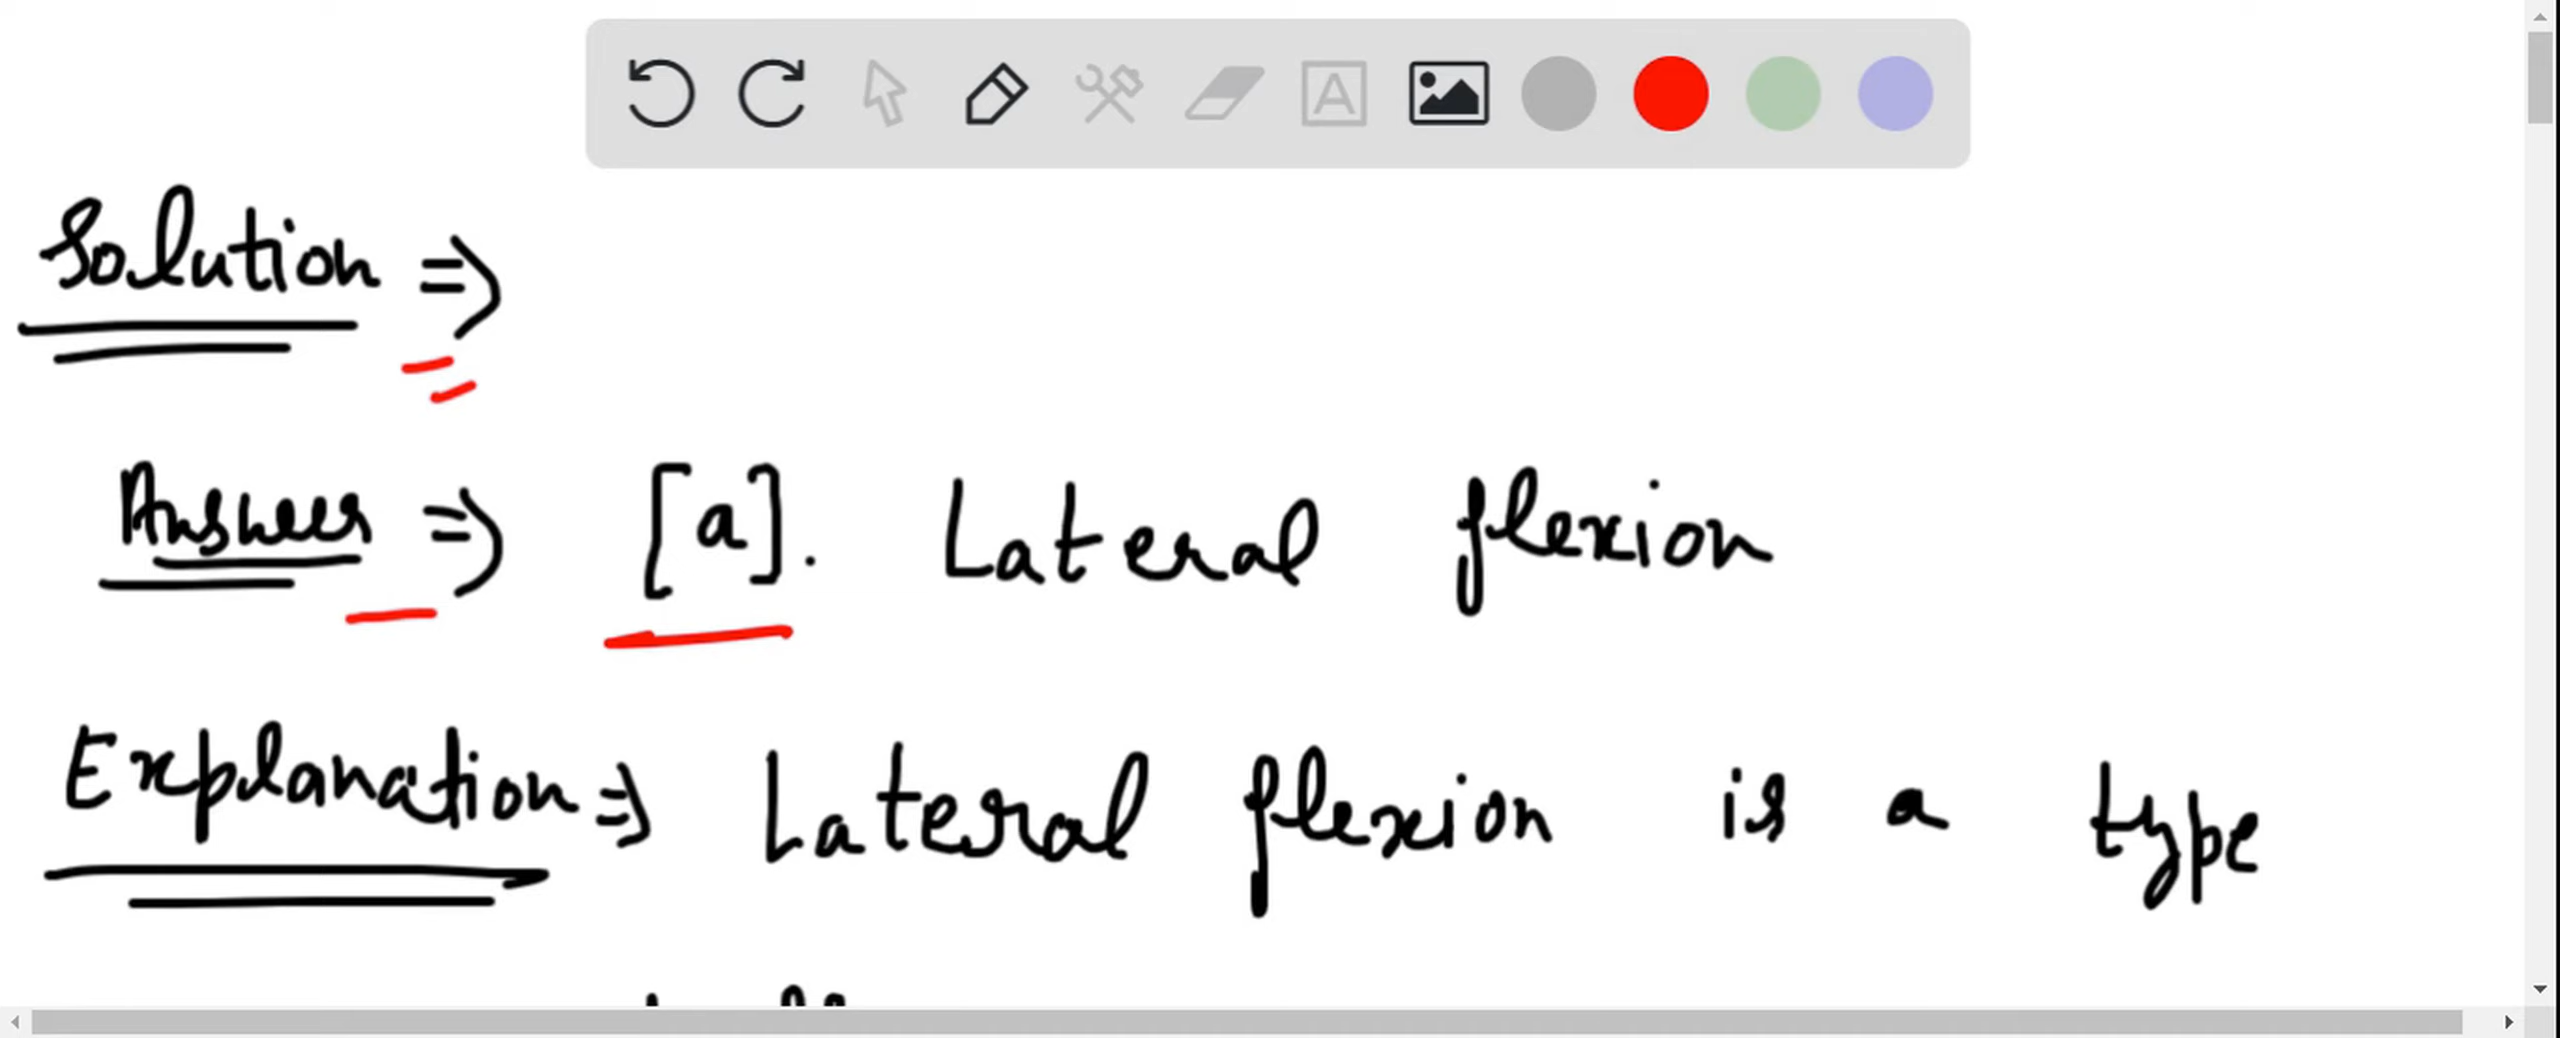 A
Solution =>
Answer => [a]. Lateral flexion
Explanation => Lateral flexion is a type